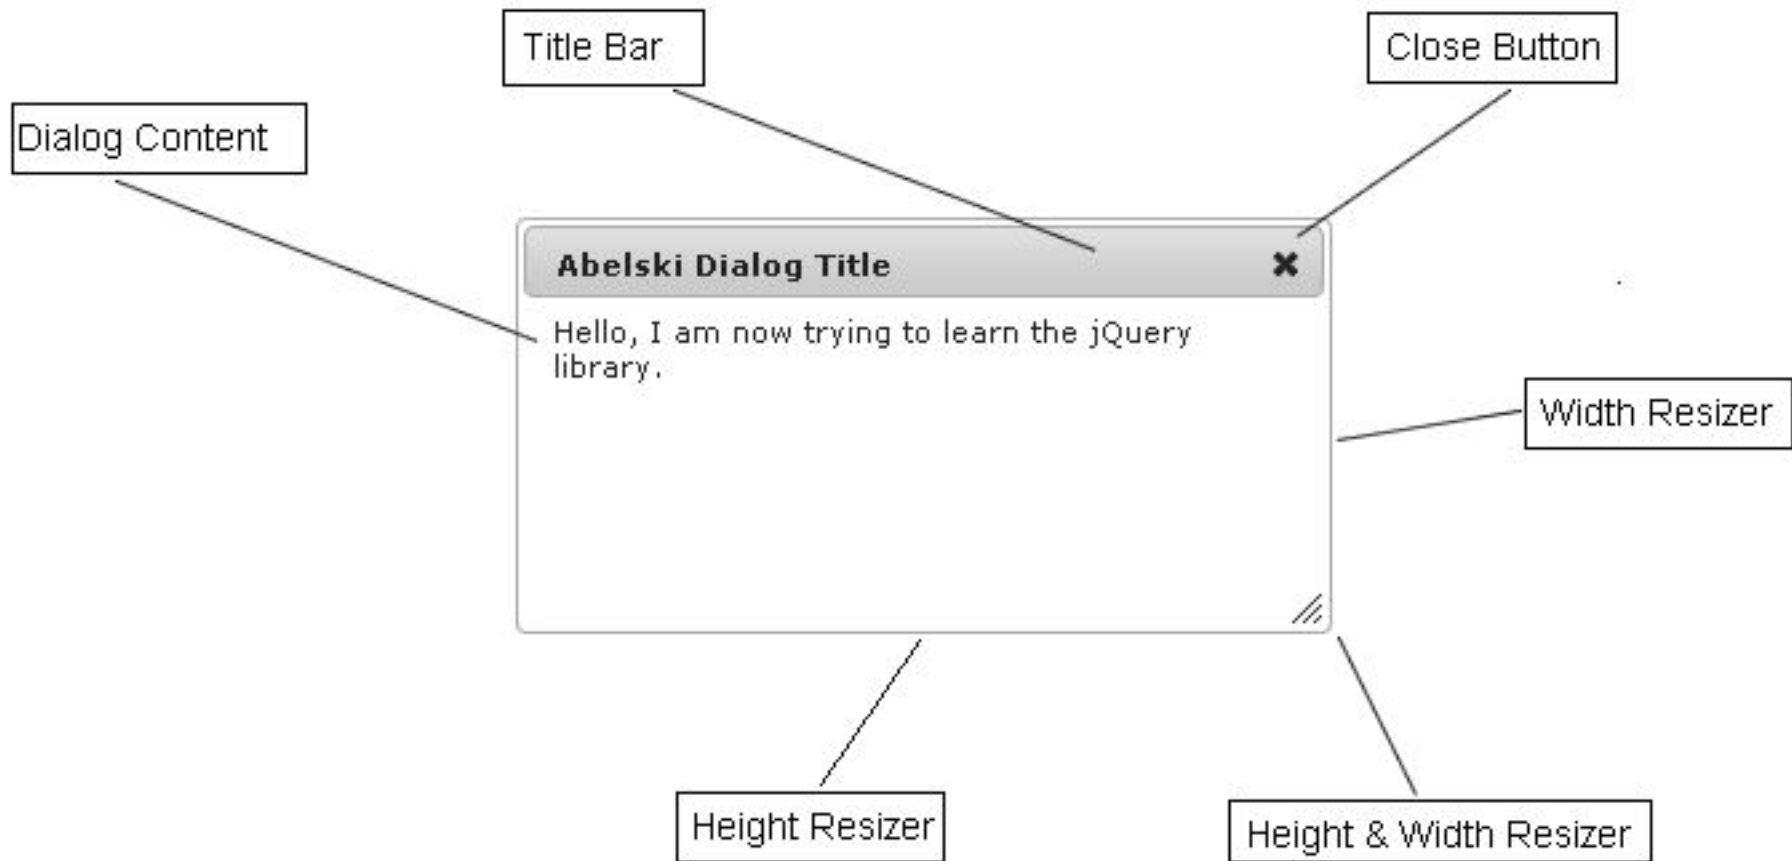 Title Bar
Close Button
Dialog Content
Abelski Dialog Title
Hello, I am now trying to learn the jQuery
library.
Width Resizer
Height Resizer
Height & Width Resizer